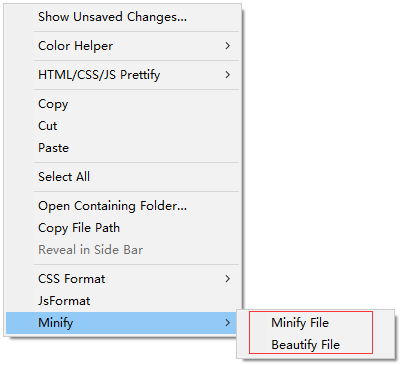 Show Unsaved Changes...
Color Helper
HTML/CSS/JS Prettify
Copy
Cut
Paste
Select All
Open Containing Folder...
Copy File Path
Reveal in Side Bar
CSS Format
JsFormat
Minify
Minify File
Beautify File